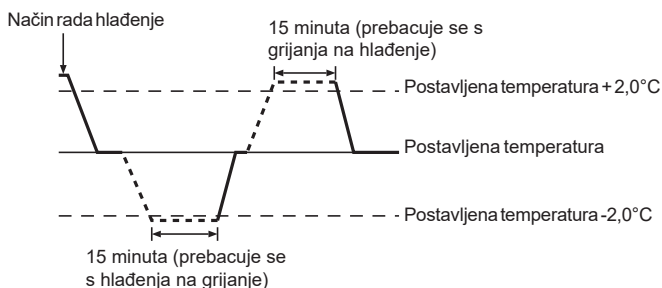 Način rada hlađenje
15 minuta (prebacuje se s
grijanja na hlađenje)
Postavljena temperatura + 2,0°C
Postavljena temperatura
Postavljena temperatura -2,0°C
15 minuta (prebacuje se
s hlađenja na grijanje)